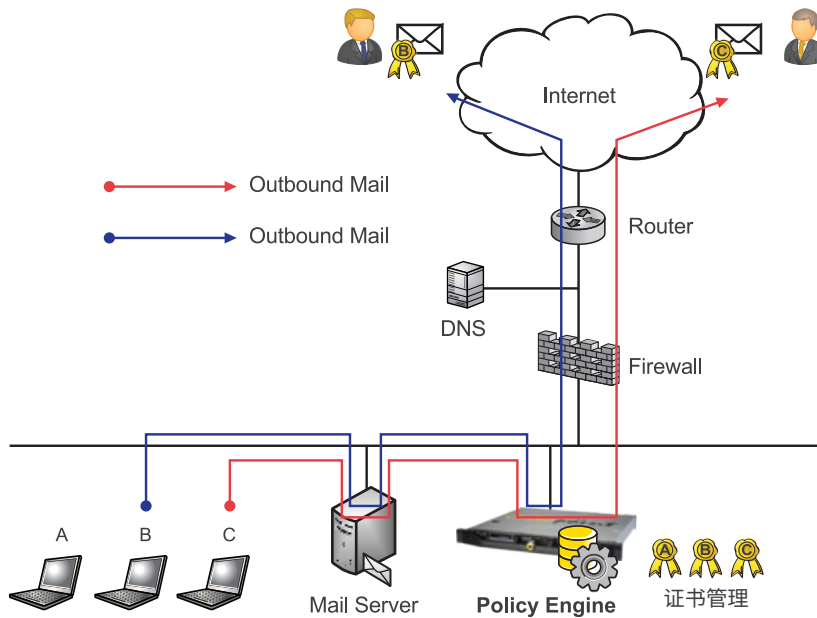 B
C
Internet
Outbound Mail
Outbound Mail
Router
DNS
Firewall
A
B
C
Mail Server
Policy Engine
A
B
C
证书管理